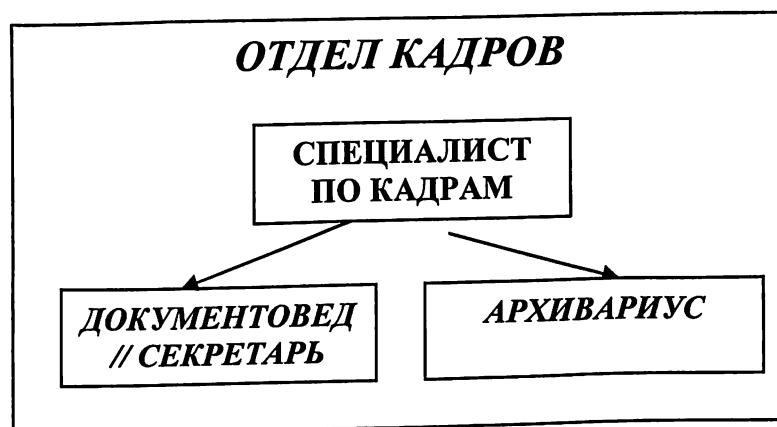 ОТДЕЛ КАДРОВ
СПЕЦИАЛИСТ
ПО КАДРАМ
ДОКУМЕНТОВЕД
// СЕКРЕТАРЬ
АРХИВАРИУС